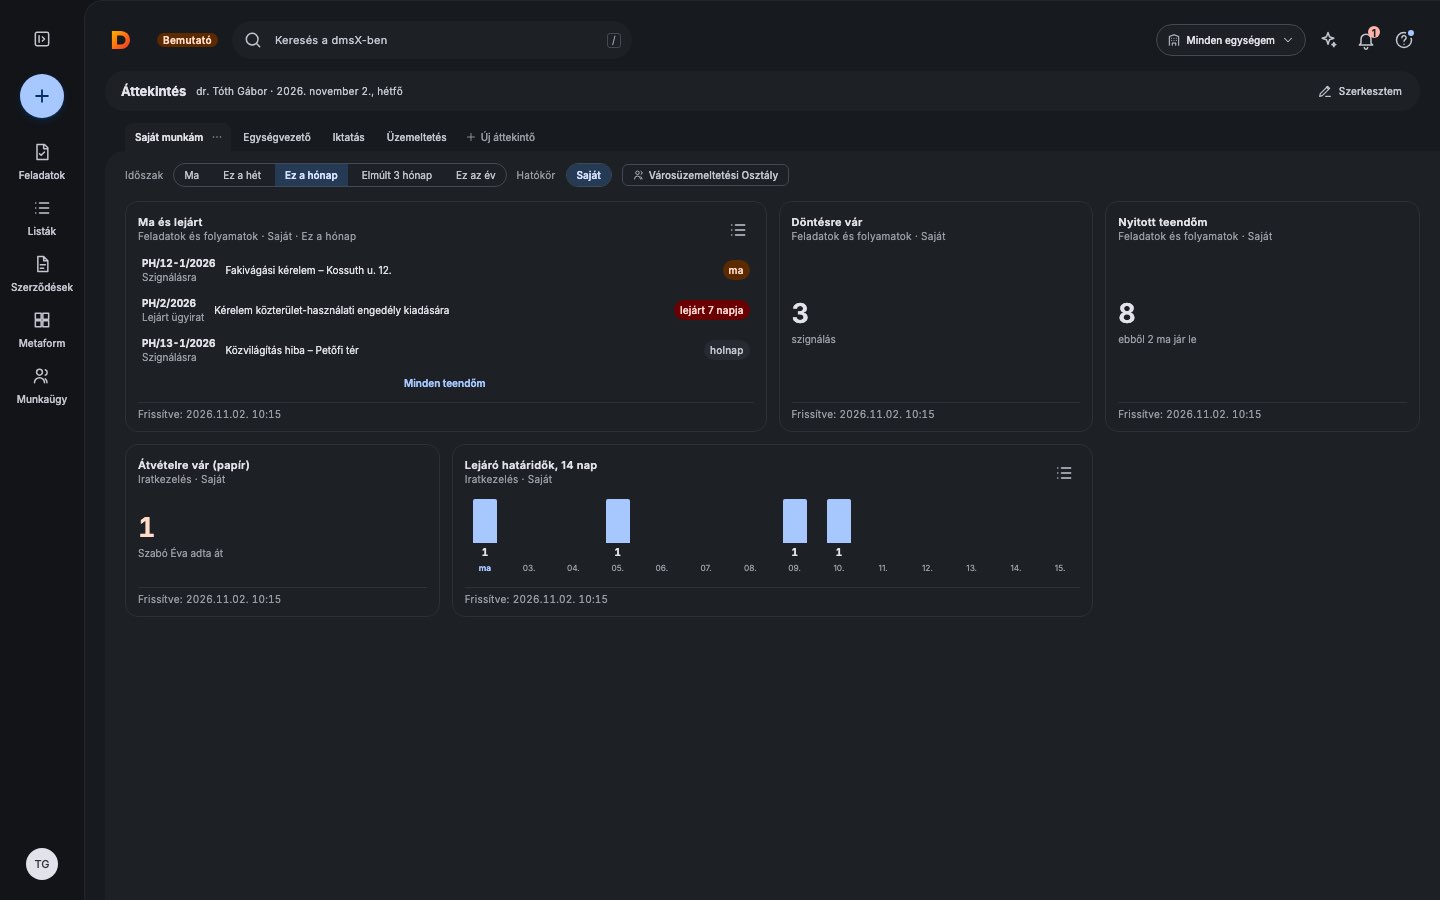 Bemutató
Keresés a dmsX-ben
/
Minden egységem
1
Áttekintés
dr. Tóth Gábor · 2026. november 2., hétfő
Szerkesztem
Feladatok
Listák
Szerződések
Metaform
Munkaügy
TG
Saját munkám ···
Egységvezető
Iktatás
Üzemeltetés
+ Új áttekintő
Időszak
Ma
Ez a hét
Ez a hónap
Elmúlt 3 hónap
Ez az év
Hatókör
Saját
Városüzemeltetési Osztály
Ma és lejárt
Feladatok és folyamatok · Saját · Ez a hónap
PH/12-1/2026
Szignálásra
Fakivágási kérelem – Kossuth u. 12.
ma
PH/2/2026
Lejárt ügyirat
Kérelem közterület-használati engedély kiadására
lejárt 7 napja
PH/13-1/2026
Szignálásra
Közvilágítás hiba – Petőfi tér
holnap
Minden teendőm
Frissítve: 2026.11.02. 10:15
Döntésre vár
Feladatok és folyamatok · Saját
3
szignálás
Frissítve: 2026.11.02. 10:15
Nyitott teendőm
Feladatok és folyamatok · Saját
8
ebből 2 ma jár le
Frissítve: 2026.11.02. 10:15
Átvételre vár (papír)
Iratkezelés · Saját
1
Szabó Éva adta át
Frissítve: 2026.11.02. 10:15
Lejáró határidők, 14 nap
Iratkezelés · Saját
1 1 1 1
ma 03. 04. 05. 06. 07. 08. 09. 10. 11. 12. 13. 14. 15.
Frissítve: 2026.11.02. 10:15